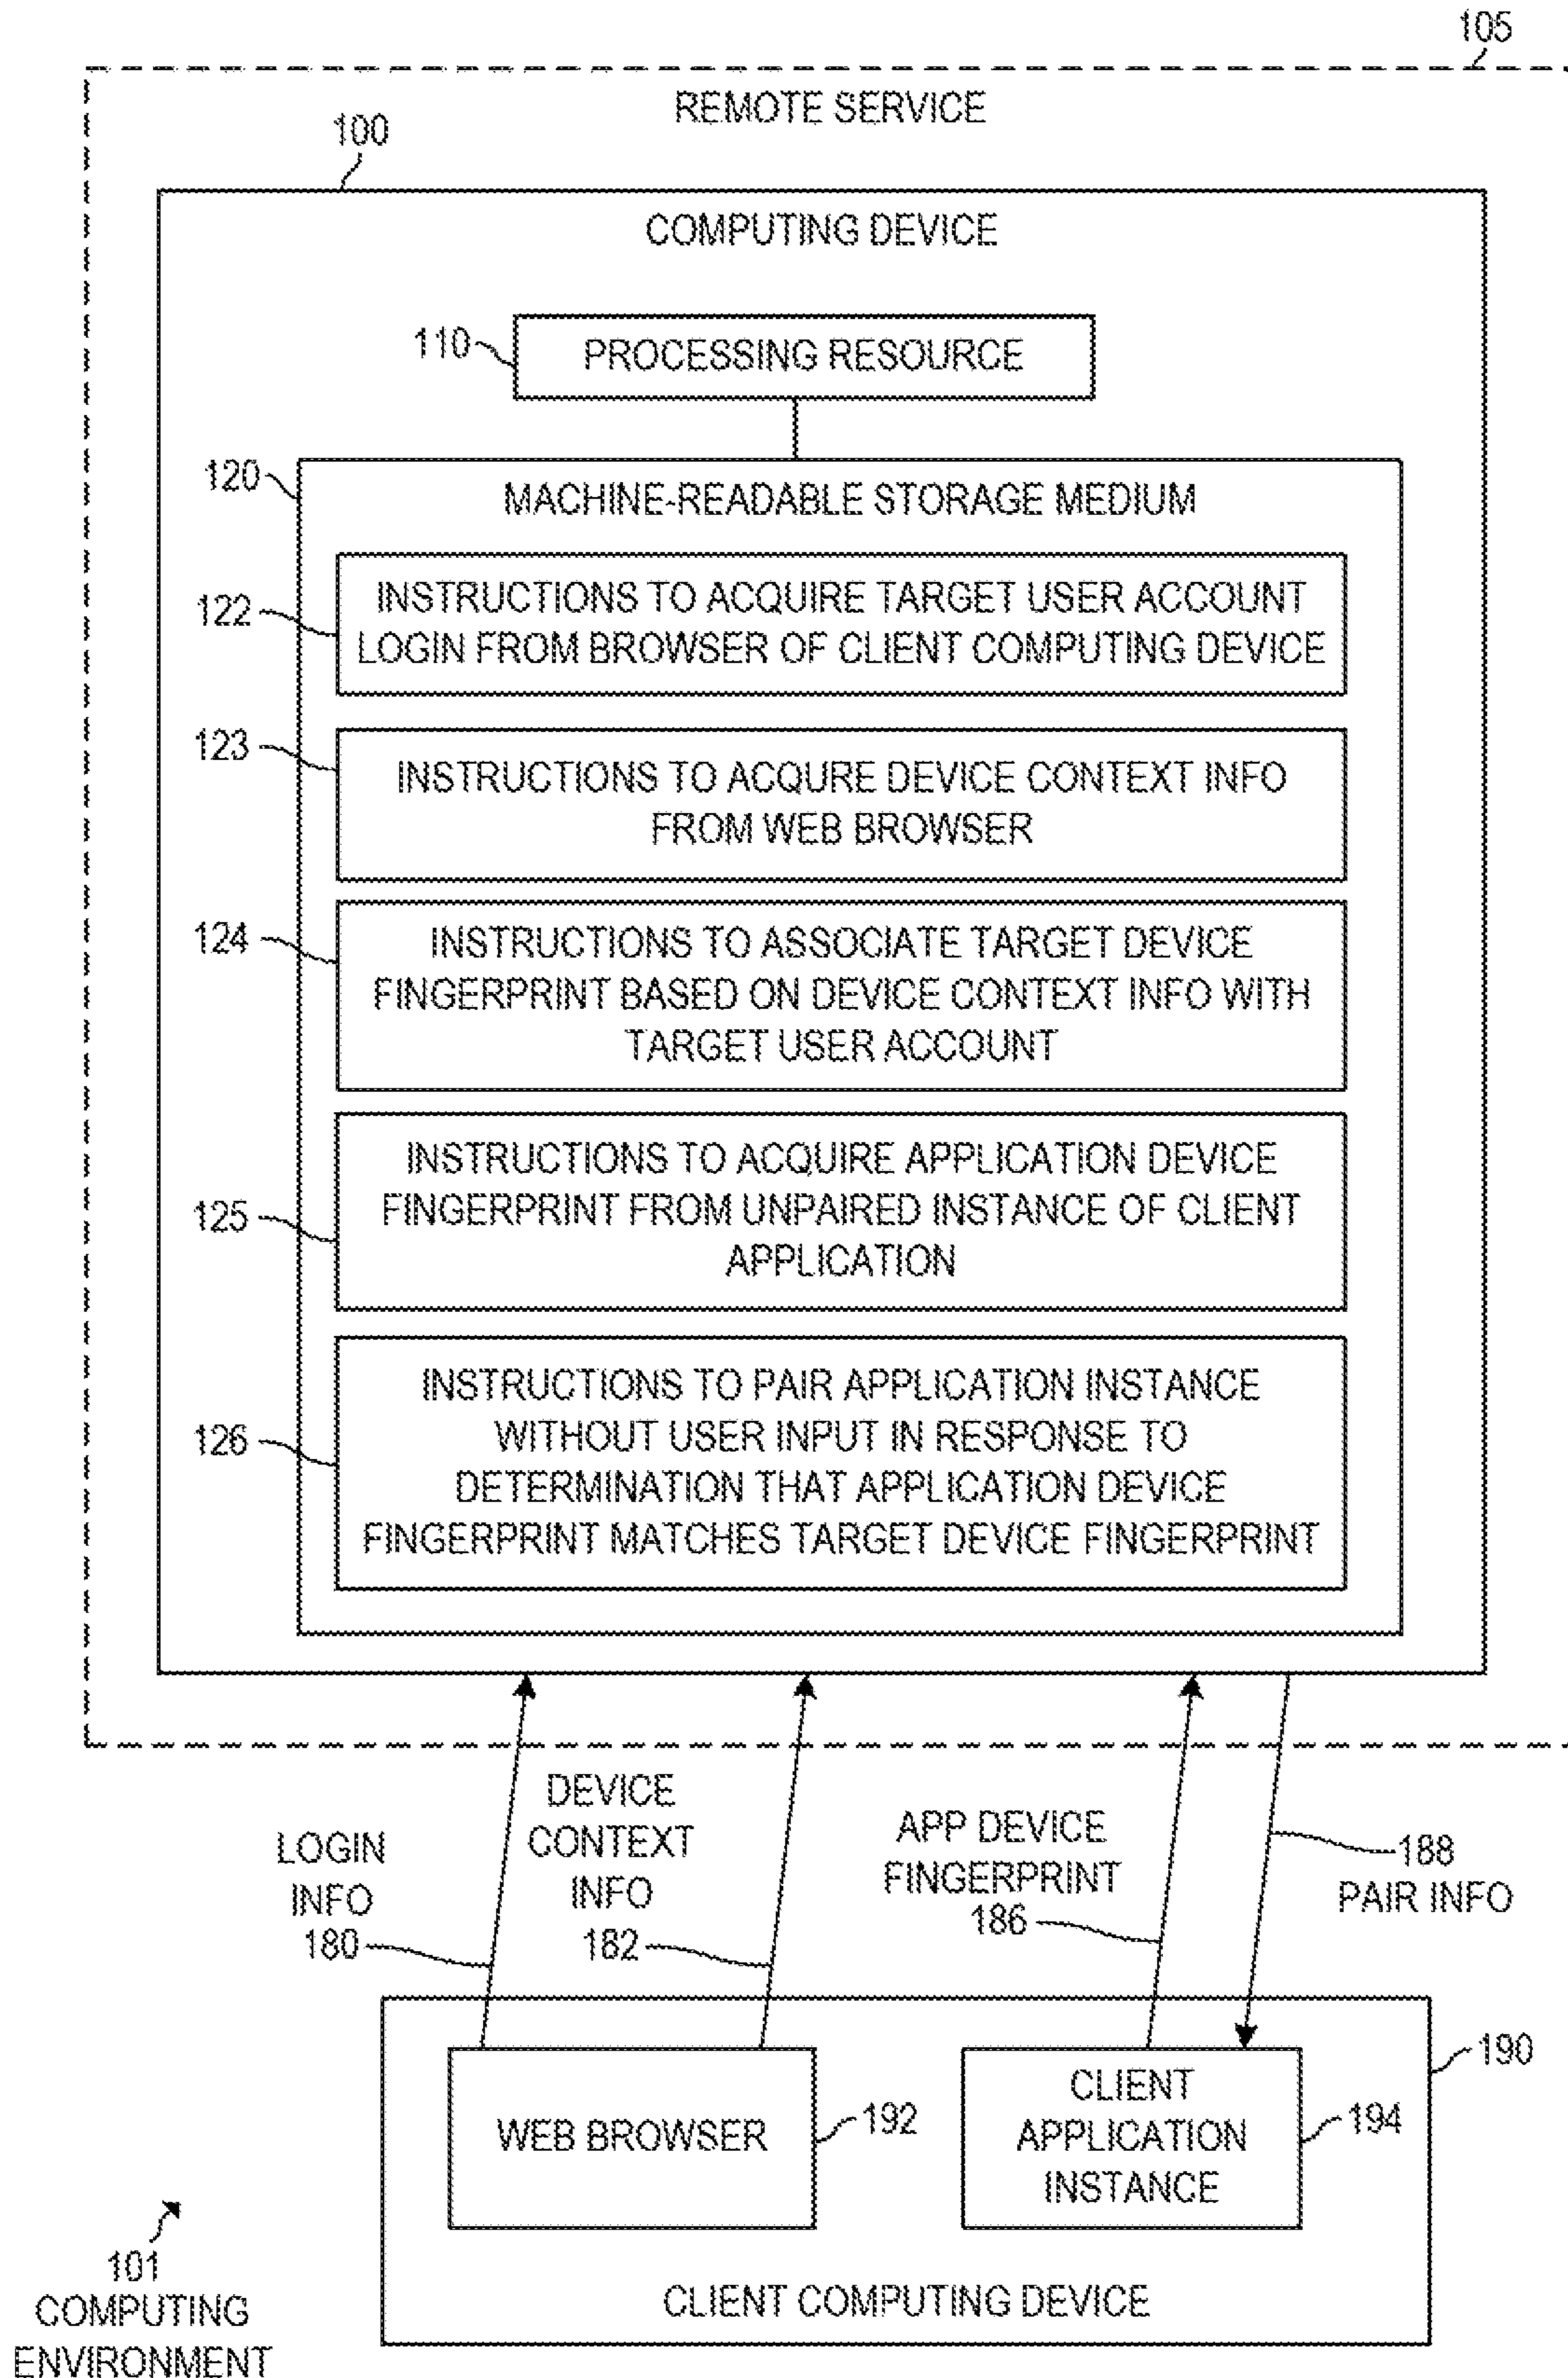 105
REMOTE SERVICE
100
COMPUTING DEVICE
110
PROCESSING RESOURCE
120
MACHINE-READABLE STORAGE MEDIUM
122
INSTRUCTIONS TO ACQUIRE TARGET USER ACCOUNT
LOGIN FROM BROWSER OF CLIENT COMPUTING DEVICE
123
INSTRUCTIONS TO ACQURE DEVICE CONTEXT INFO
FROM WEB BROWSER
124
INSTRUCTIONS TO ASSOCIATE TARGET DEVICE
FINGERPRINT BASED ON DEVICE CONTEXT INFO WITH
TARGET USER ACCOUNT
125
INSTRUCTIONS TO ACQUIRE APPLICATION DEVICE
FINGERPRINT FROM UNPAIRED INSTANCE OF CLIENT
APPLICATION
126
INSTRUCTIONS TO PAIR APPLICATION INSTANCE
WITHOUT USER INPUT IN RESPONSE TO
DETERMINATION THAT APPLICATION DEVICE
FINGERPRINT MATCHES TARGET DEVICE FINGERPRINT
LOGIN
INFO
180
DEVICE
CONTEXT
INFO
182
APP DEVICE
FINGERPRINT
186
188
PAIR INFO
190
WEB BROWSER
192
CLIENT
APPLICATION
INSTANCE
194
CLIENT COMPUTING DEVICE
101
COMPUTING
ENVIRONMENT